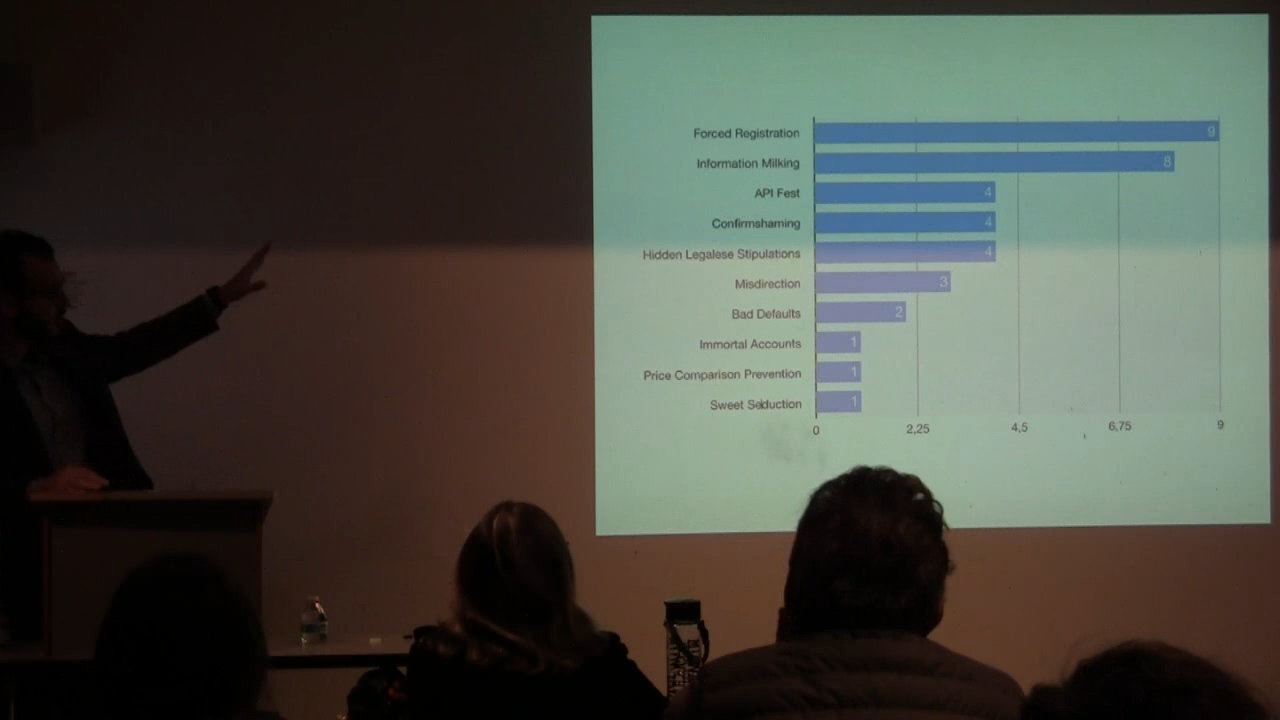 Forced Registration 9
Information Milking 8
API Fest 4
Confirmshaming 4
Hidden Legalese Stipulations 4
Misdirection 3
Bad Defaults 2
Immortal Accounts 1
Price Comparison Prevention 1
Sweet Seduction 1
0 2,25 4,5 6,75 9